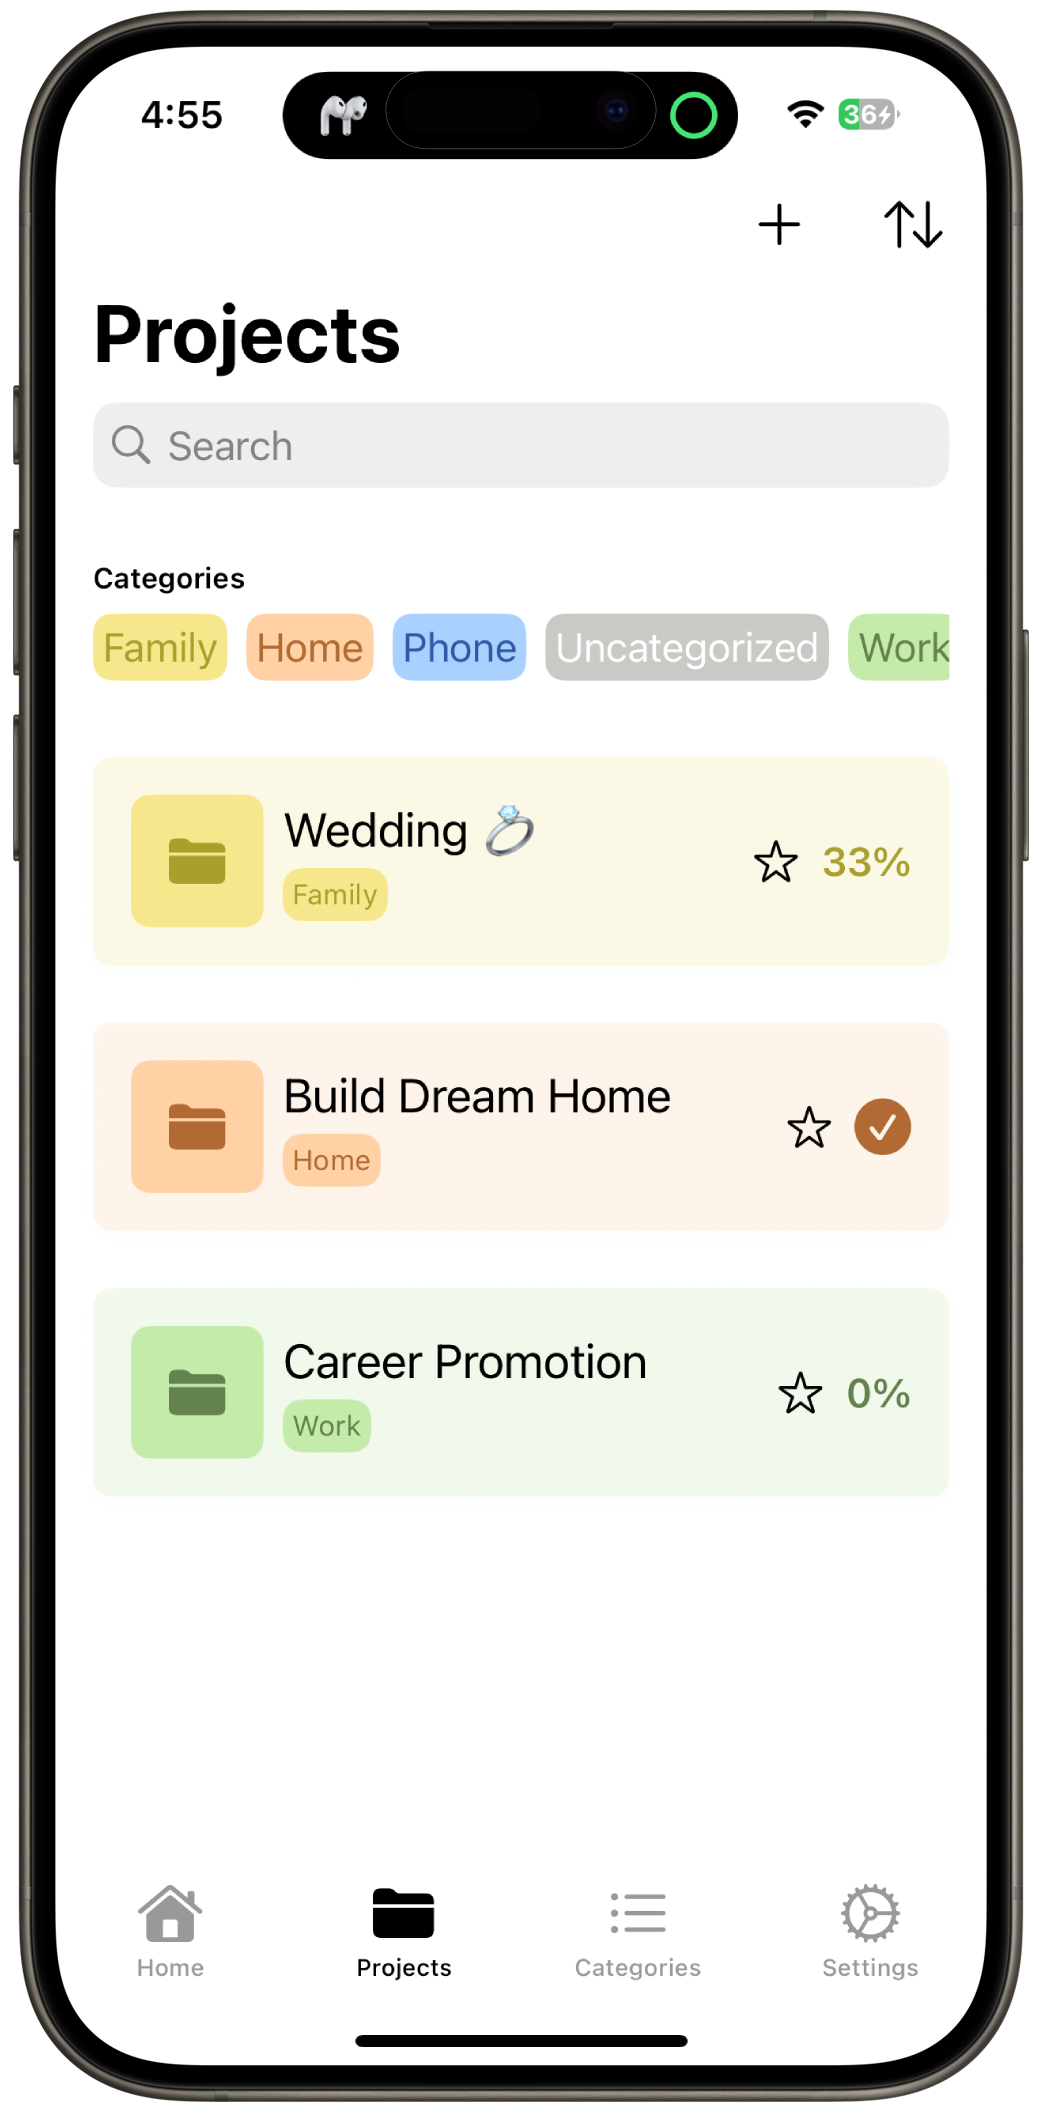 4:55
36
Projects
Search
Categories
Family Home Phone Uncategorized Work
Wedding 💍
Family
33%
Build Dream Home
Home
Career Promotion
Work
0%
Home Projects Categories Settings